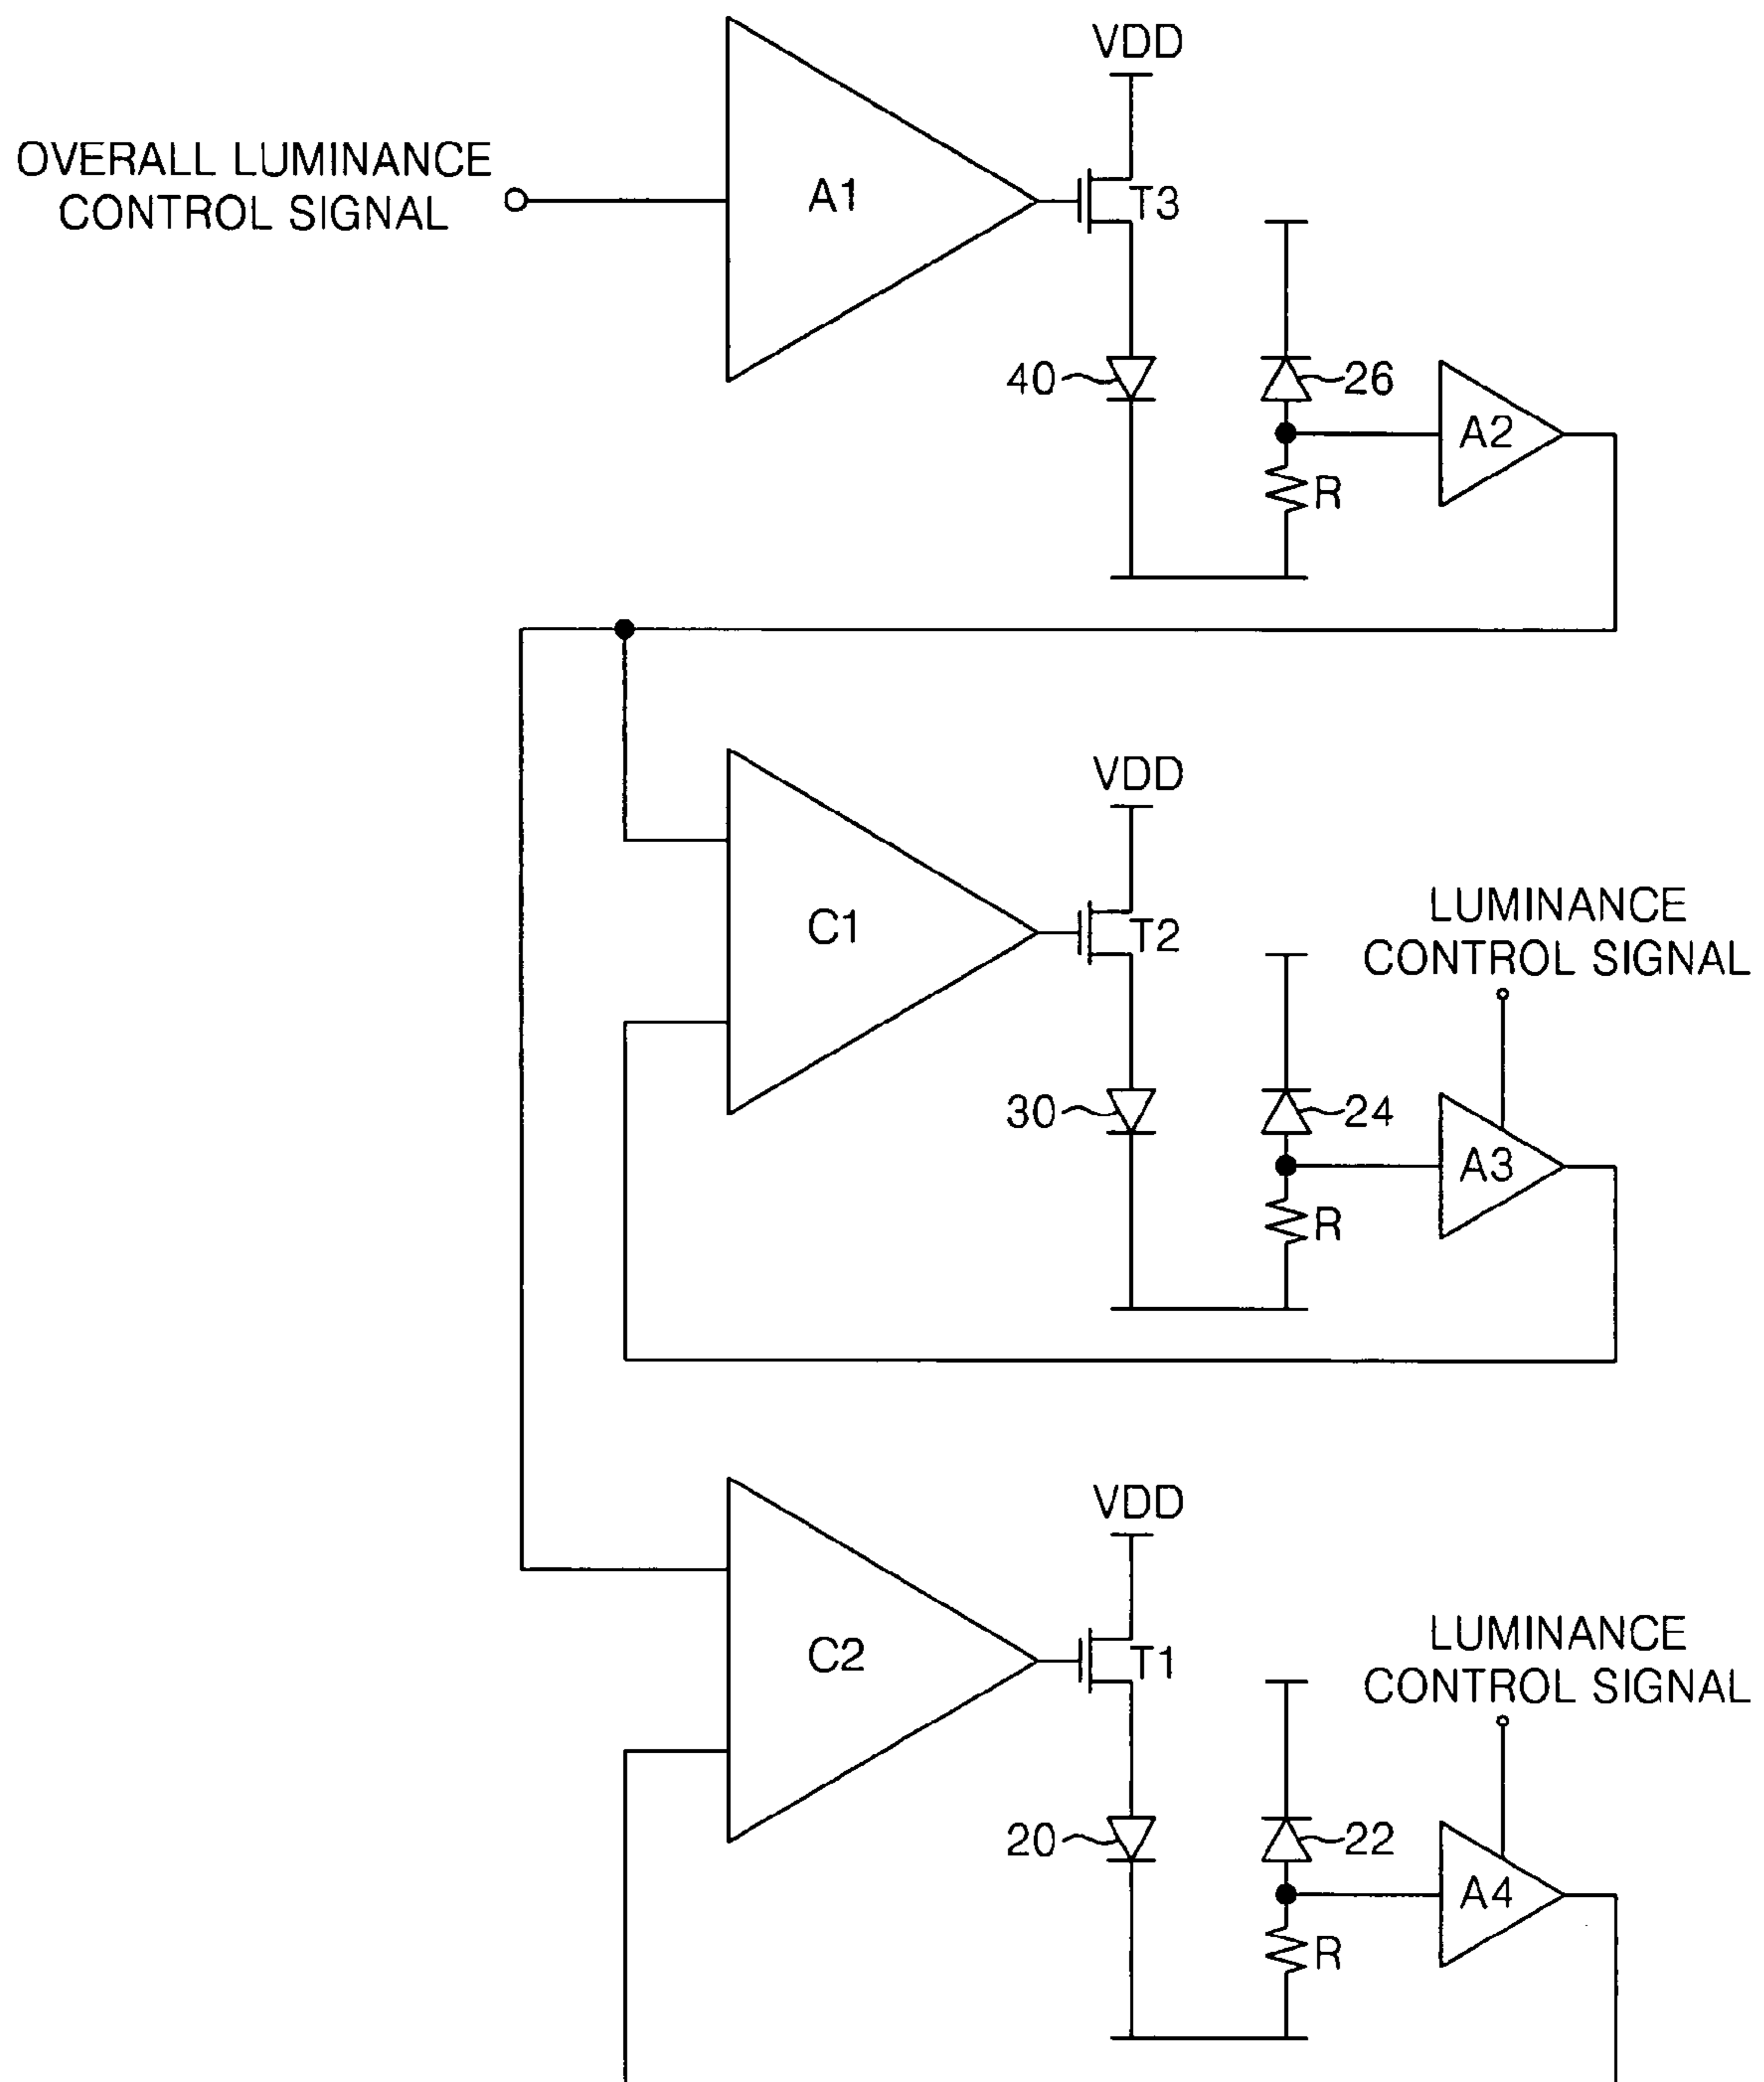 VDD
OVERALL LUMINANCE
CONTROL SIGNAL
A1
T3
40
26
A2
R
VDD
C1
T2
LUMINANCE
CONTROL SIGNAL
30
24
A3
R
VDD
C2
T1
LUMINANCE
CONTROL SIGNAL
20
22
A4
R